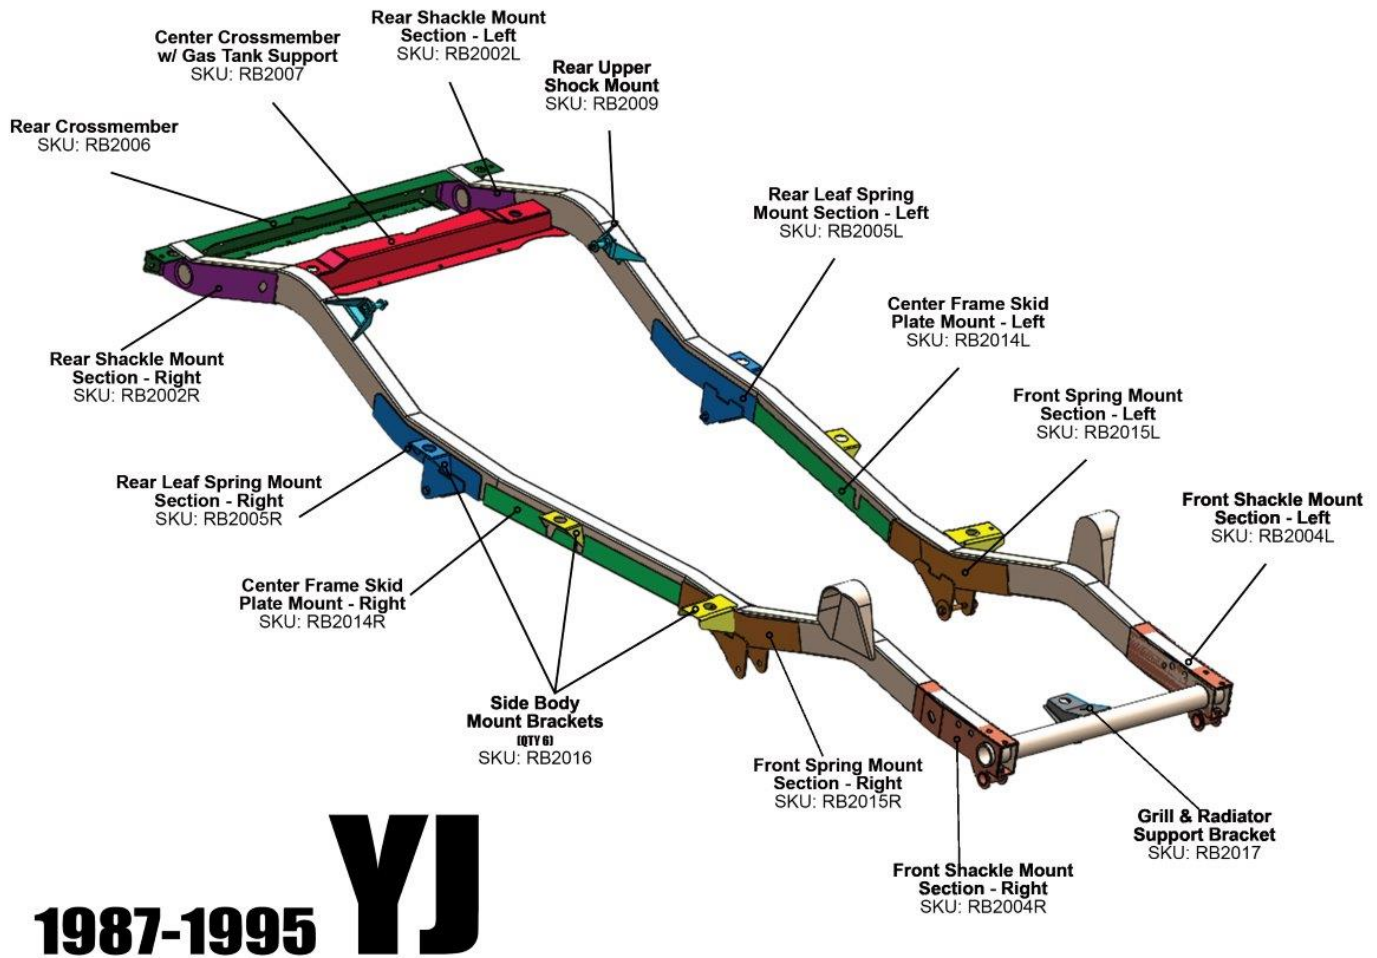 Rear Shackle Mount
Section - Left
SKU: RB2002L
Center Crossmember
w/ Gas Tank Support
SKU: RB2007
Rear Upper
Shock Mount
SKU: RB2009
Rear Crossmember
SKU: RB2006
Rear Leaf Spring
Mount Section - Left
SKU: RB2005L
Center Frame Skid
Plate Mount - Left
SKU: RB2014L
Rear Shackle Mount
Section - Right
SKU: RB2002R
Front Spring Mount
Section - Left
SKU: RB2015L
Rear Leaf Spring Mount
Section - Right
SKU: RB2005R
Front Shackle Mount
Section - Left
SKU: RB2004L
Center Frame Skid
Plate Mount - Right
SKU: RB2014R
Side Body
Mount Brackets
(QTY 6)
SKU: RB2016
Front Spring Mount
Section - Right
SKU: RB2015R
Grill & Radiator
Support Bracket
SKU: RB2017
Front Shackle Mount
Section - Right
SKU: RB2004R
1987-1995 YJ